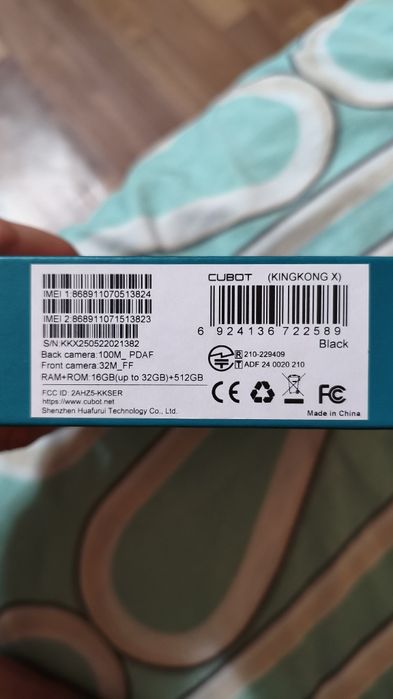 IMEI 1:868911070513824
IMEI 2:868911071513823
S/N:KKX250522021382
Back camera:100M_ PDAF
Front camera:32M_FF
RAM+ROM:16GB(up to 32GB)+512GB
FCC ID: 2AHZ5-KKSER
https://www.cubot.net
Shenzhen Huafurui Technology Co., Ltd
CUBOT (KINGKONG X)
6 924136 722589
Black
R 210-229409
T ADF 24 0020 210
CE FC
Made in China